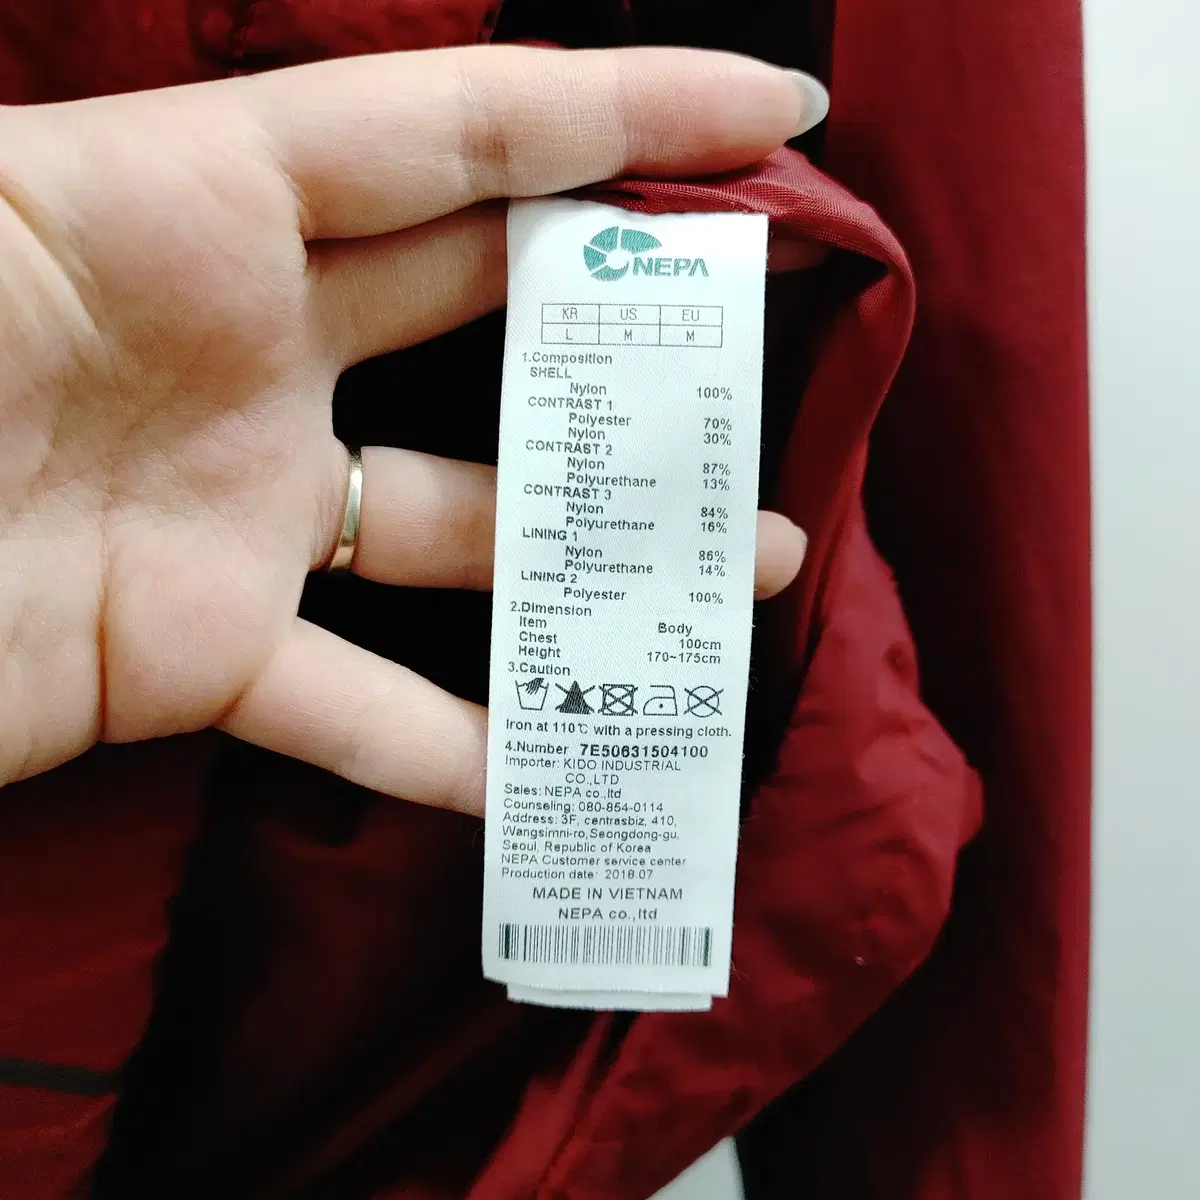 NEPA
KR US EU
L M M
1.Composition
SHELL
Nylon 100%
CONTRAST 1
Polyester 70%
Nylon 30%
CONTRAST 2
Nylon 87%
Polyurethane 13%
CONTRAST 3
Nylon 84%
Polyurethane 16%
LINING 1
Nylon 86%
Polyurethane 14%
LINING 2
Polyester 100%
2.Dimension
Item Body
Chest 100cm
Height 170~175cm
3.Caution
Iron at 110℃ with a pressing cloth.
4.Number 7E50631504100
Importer: KIDO INDUSTRIAL
CO.,LTD
Sales: NEPA co.,ltd
Counseling: 080-854-0114
Address: 3F, centrasbiz, 410,
Wangsimni-ro, Seongdong-gu,
Seoul, Republic of Korea
NEPA Customer service center
Production date: 2018.07
MADE IN VIETNAM
NEPA co.,ltd